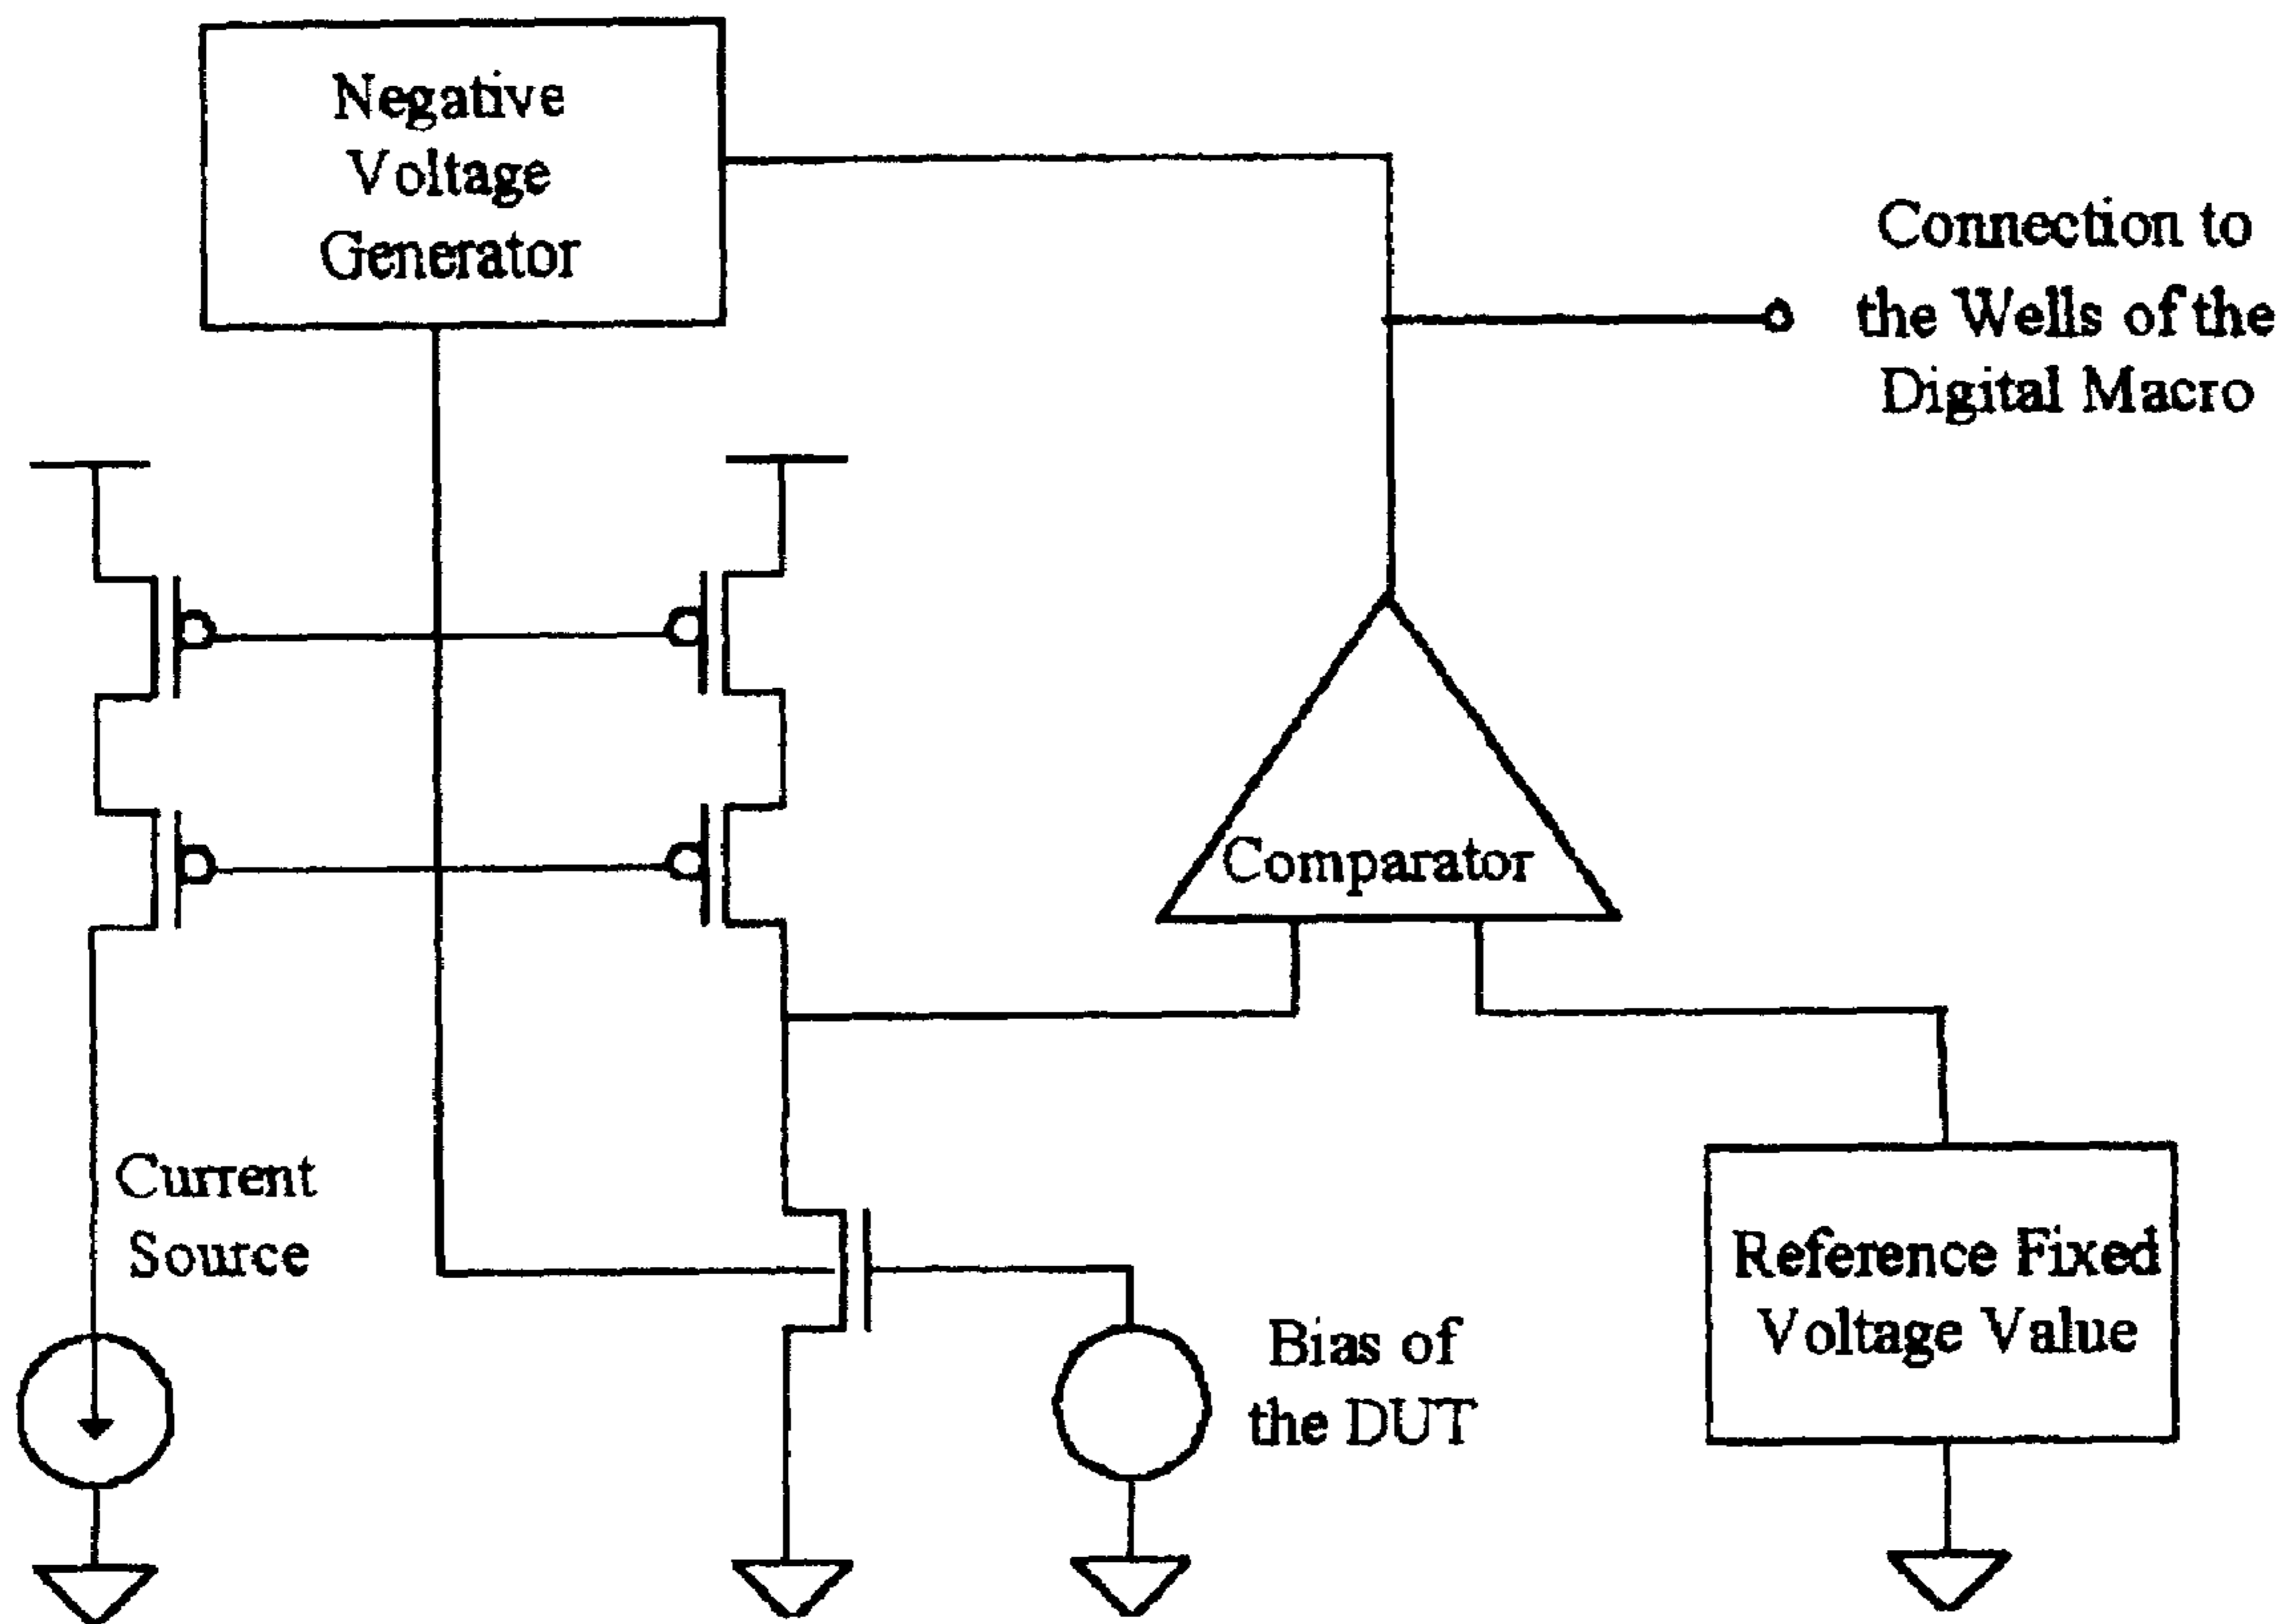 Negative
Voltage
Generator
Connection to
the Wells of the
Digital Macro
Comparator
Current
Source
Bias of
the DUT
Reference Fixed
Voltage Value